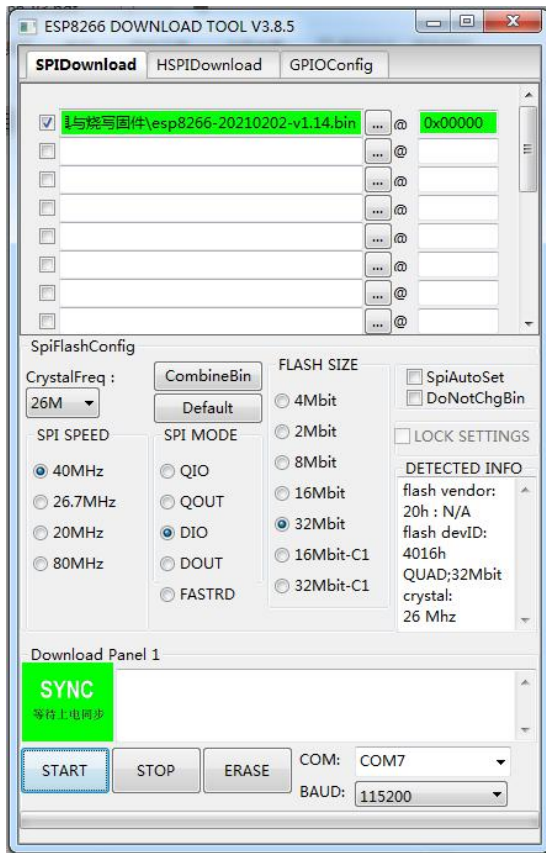 ESP8266 DOWNLOAD TOOL V3.8.5
SPIDownload HSPIDownload GPIOConfig
具与烧写固件\esp8266-20210202-v1.14.bin ... @ 0x00000
... @
... @
... @
... @
... @
... @
... @
SpiFlashConfig
CrystalFreq :
26M
CombineBin
Default
SPI SPEED
40MHz
26.7MHz
20MHz
80MHz
SPI MODE
QIO
QOUT
DIO
DOUT
FASTRD
FLASH SIZE
4Mbit
2Mbit
8Mbit
16Mbit
32Mbit
16Mbit-C1
32Mbit-C1
SpiAutoSet
DoNotChgBin
LOCK SETTINGS
DETECTED INFO
flash vendor:
20h : N/A
flash devID:
4016h
QUAD;32Mbit
crystal:
26 Mhz
Download Panel 1
SYNC
等待上电同步
START STOP ERASE
COM: COM7
BAUD: 115200